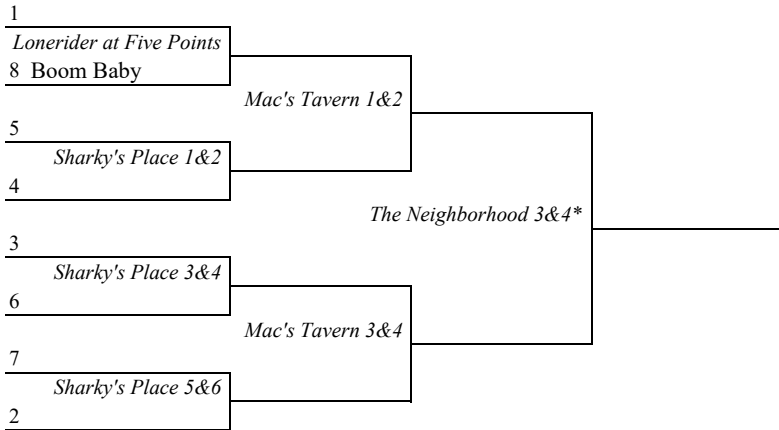 1
Lonerider at Five Points
8 Boom Baby
Mac's Tavern 1&2
5
Sharky's Place 1&2
4
The Neighborhood 3&4*
3
Sharky's Place 3&4
6
Mac's Tavern 3&4
7
Sharky's Place 5&6
2